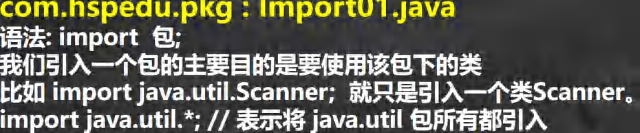 com.hspedu.pkg : Import01.java
语法: import 包;
我们引入一个包的主要目的是要使用该包下的类
比如 import java.util.Scanner; 就只是引入一个类Scanner。
import java.util.*; // 表示将 java.util 包所有都引入